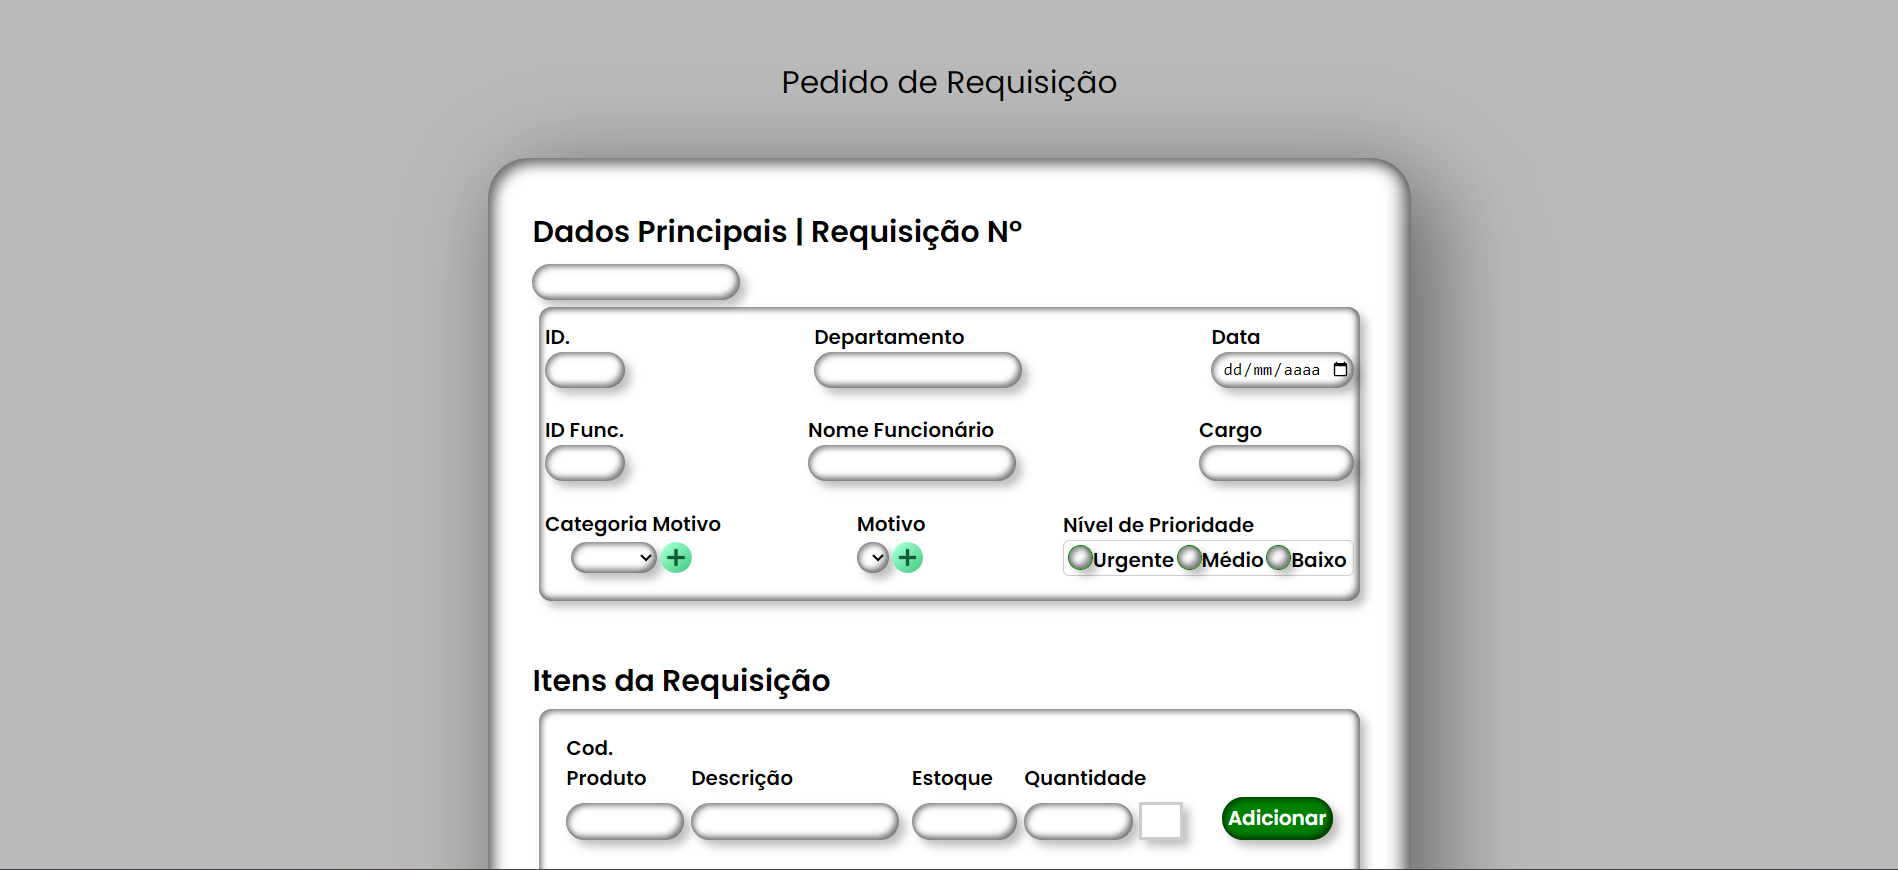 Pedido de Requisição
Dados Principais | Requisição Nº
ID. Departamento Data
dd/mm/aaaa
ID Func. Nome Funcionário Cargo
Categoria Motivo Motivo Nível de Prioridade
Urgente Médio Baixo
Itens da Requisição
Cod.
Produto Descrição Estoque Quantidade
Adicionar